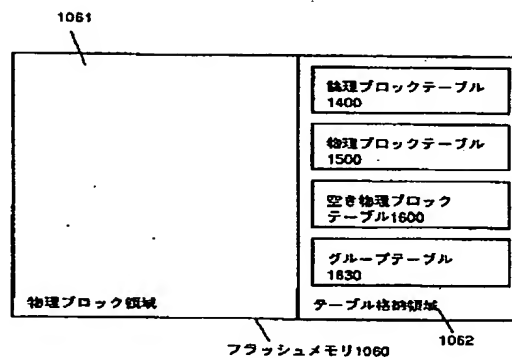 1061
論理ブロックテーブル
1400
物理ブロックテーブル
1500
空き物理ブロック
テーブル1600
グループテーブル
1630
物理ブロック領域
テーブル格納領域
フラッシュメモリ1060
1062